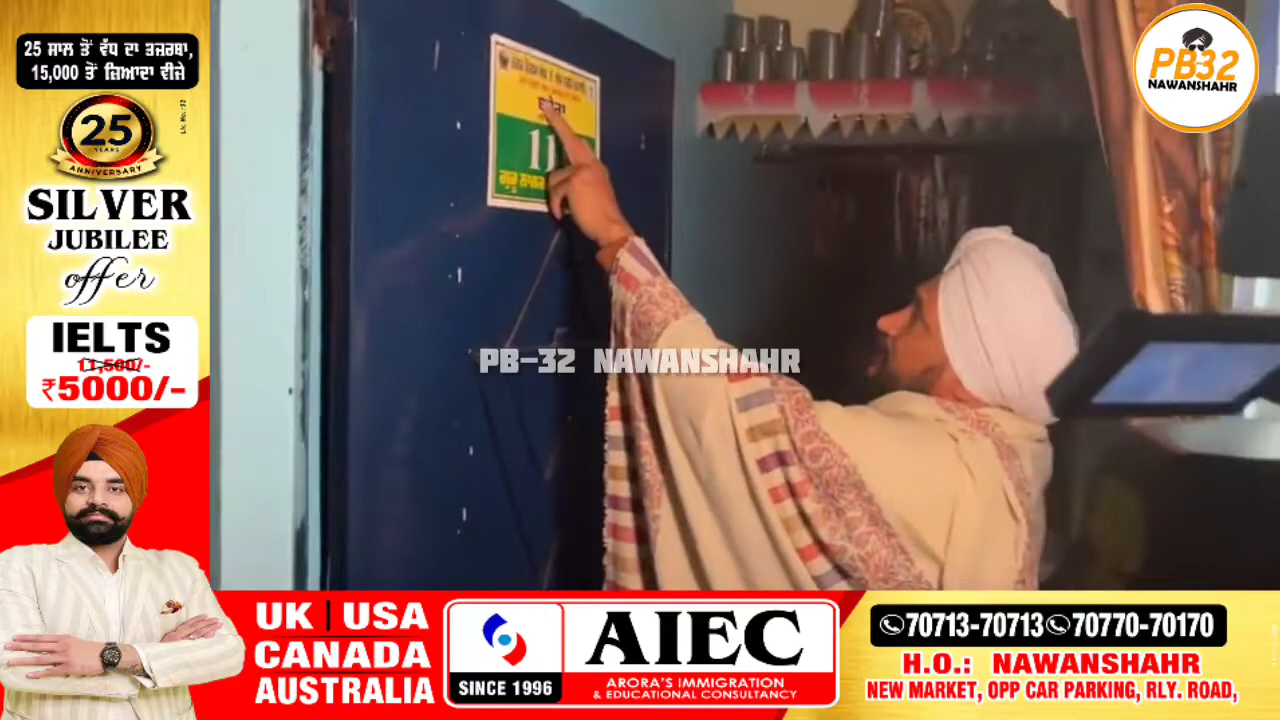 25 ਸਾਲ ਤੋਂ ਵੱਧ ਦਾ ਤਜਰਬਾ,
15,000 ਤੋਂ ਜ਼ਿਆਦਾ ਵੀਜੇ
25
YEARS
ANNIVERSARY
SILVER
JUBILEE
offer
IELTS
11,500/-
₹5000/-
PB32
NAWANSHAHR
11
PB-32 NAWANSHAHR
UK | USA
CANADA
AUSTRALIA
SINCE 1996
AIEC
ARORA'S IMMIGRATION
& EDUCATIONAL CONSULTANCY
70713-70713 70770-70170
H.O.: NAWANSHAHR
NEW MARKET, OPP CAR PARKING, RLY. ROAD,